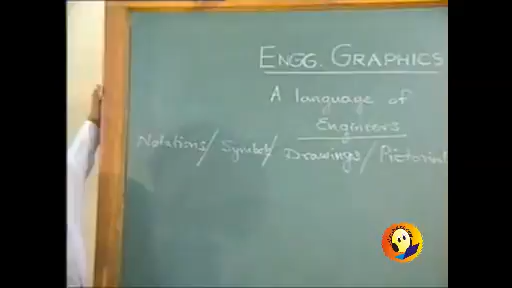 ENGG. GRAPHICS
A language of
Engineers
Notations / Symbols / Drawings / Pictorial